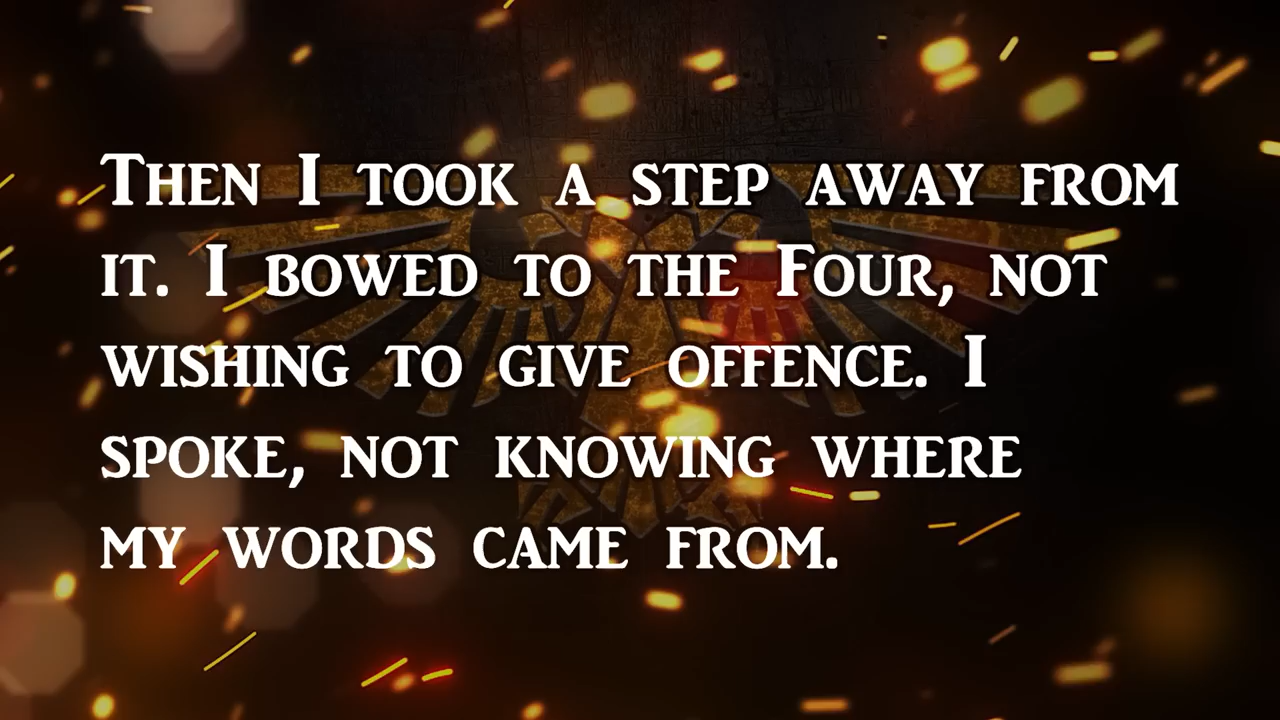 Then I took a step away from
it. I bowed to the Four, not
wishing to give offence. I
spoke, not knowing where
my words came from.